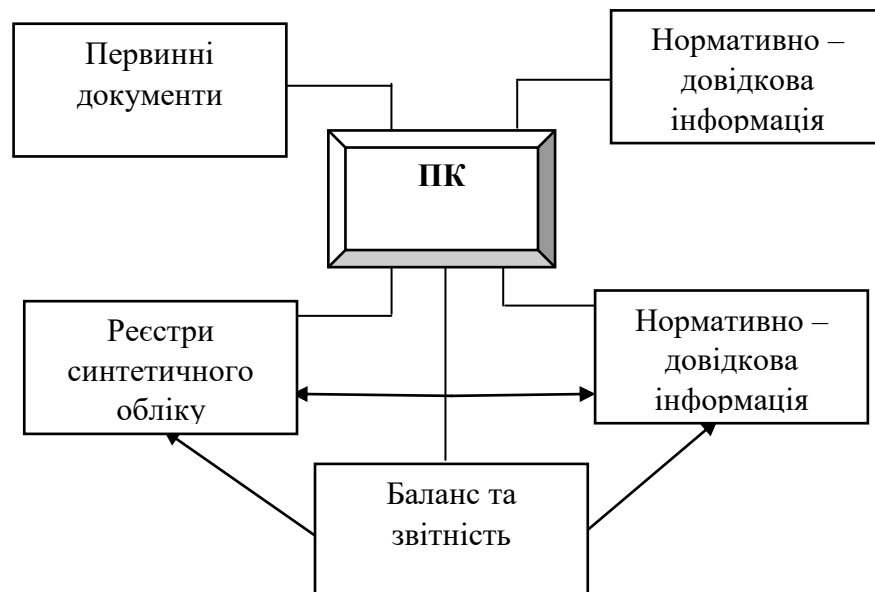 Первинні
документи
Нормативно –
довідкова
інформація
ПК
Реєстри
синтетичного
обліку
Нормативно –
довідкова
інформація
Баланс та
звітність